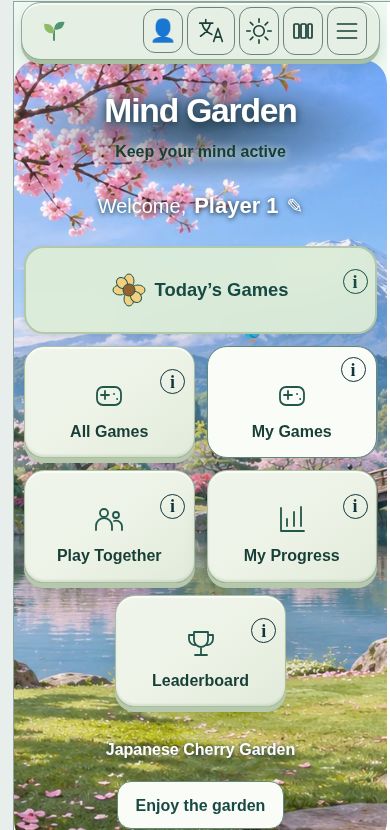 Mind Garden
Keep your mind active
Welcome, Player 1 ✎
Today’s Games
i
All Games
i
My Games
i
Play Together
i
My Progress
i
Leaderboard
i
Japanese Cherry Garden
Enjoy the garden